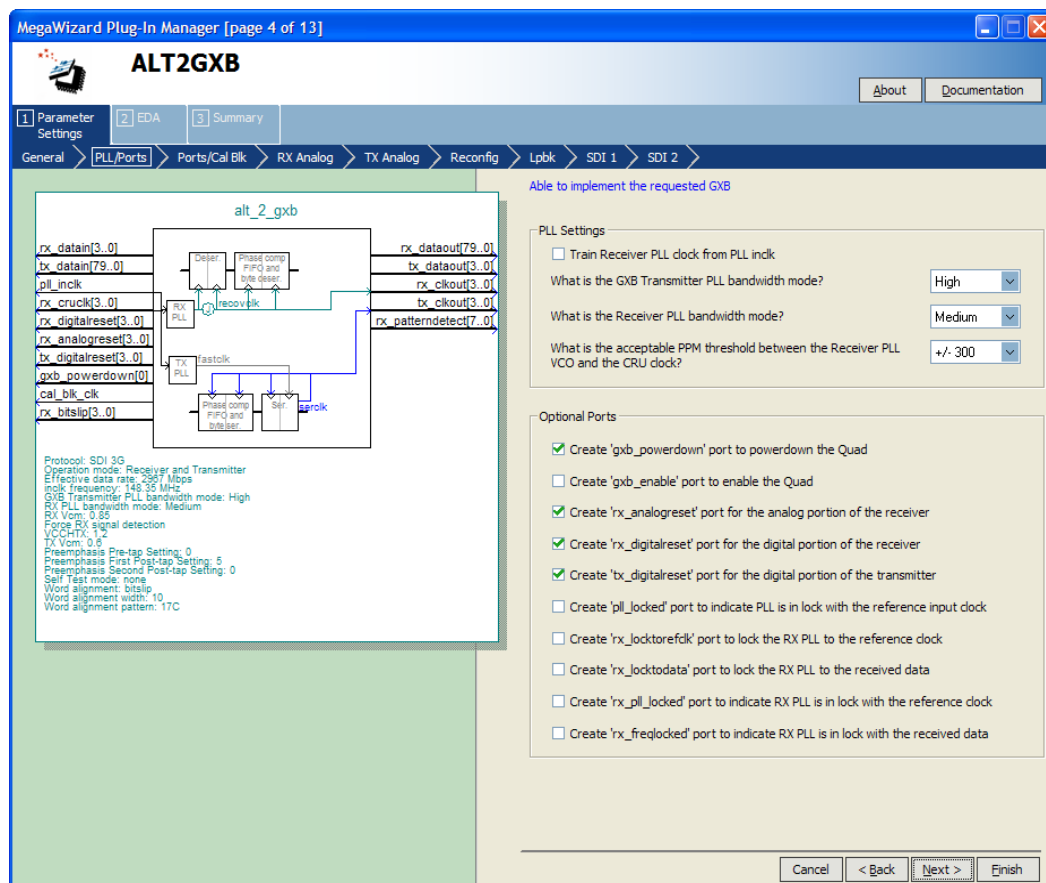 MegaWizard Plug-In Manager [page 4 of 13]
ALT2GXB
About
Documentation
1 Parameter Settings
2 EDA
3 Summary
General
PLL/Ports
Ports/Cal Blk
RX Analog
TX Analog
Reconfig
Lpbk
SDI 1
SDI 2
alt_2_gxb
rx_datain[3..0]
tx_datain[79..0]
pll_inclk
rx_cruclk[3..0]
rx_digitalreset[3..0]
rx_analogreset[3..0]
tx_digitalreset[3..0]
gxb_powerdown[0]
cal_blk_clk
rx_bitslip[3..0]
rx_dataout[79..0]
tx_dataout[3..0]
rx_clkout[3..0]
tx_clkout[3..0]
rx_patterndetect[7..0]
Deser.
Phase comp
FIFO and
byte deser.
RX
PLL
2
recovclk
TX
PLL
fastclk
Phase comp
FIFO and
byte ser.
Ser.
serclk
Protocol: SDI 3G
Operation mode: Receiver and Transmitter
Effective data rate: 2967 Mbps
inclk frequency: 148.35 MHz
GXB Transmitter PLL bandwidth mode: High
RX PLL bandwidth mode: Medium
RX Vcm: 0.85
Force RX signal detection
VCCHTX: 1.2
TX Vcm: 0.6
Preemphasis Pre-tap Setting: 0
Preemphasis First Post-tap Setting: 5
Preemphasis Second Post-tap Setting: 0
Self Test mode: none
Word alignment: bitslip
Word alignment width: 10
Word alignment pattern: 17C
Able to implement the requested GXB
PLL Settings
Train Receiver PLL clock from PLL inclk
What is the GXB Transmitter PLL bandwidth mode?
High
What is the Receiver PLL bandwidth mode?
Medium
What is the acceptable PPM threshold between the Receiver PLL
VCO and the CRU clock?
+/- 300
Optional Ports
Create 'gxb_powerdown' port to powerdown the Quad
Create 'gxb_enable' port to enable the Quad
Create 'rx_analogreset' port for the analog portion of the receiver
Create 'rx_digitalreset' port for the digital portion of the receiver
Create 'tx_digitalreset' port for the digital portion of the transmitter
Create 'pll_locked' port to indicate PLL is in lock with the reference input clock
Create 'rx_locktorefclk' port to lock the RX PLL to the reference clock
Create 'rx_locktodata' port to lock the RX PLL to the received data
Create 'rx_pll_locked' port to indicate RX PLL is in lock with the reference clock
Create 'rx_freqlocked' port to indicate RX PLL is in lock with the received data
Cancel
< Back
Next >
Finish